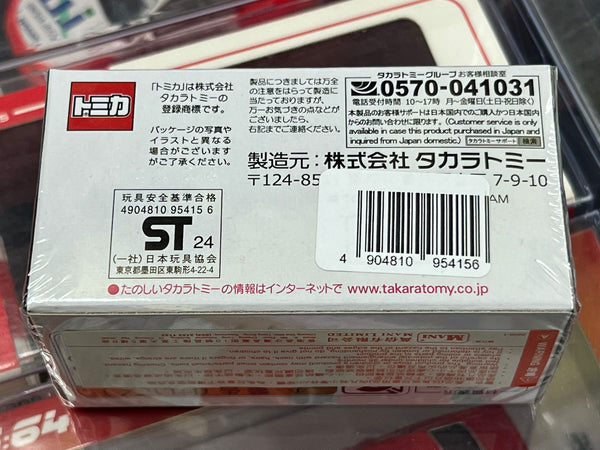 トミカ
「トミカ」は株式会社
タカラトミーの
登録商標です。
パッケージの写真や
イラストと異なる
場合がございますが
ご了承ください。
製品につきましては万全
の注意をはらって製造に
当たっておりますが、
万一お気づきの点などが
ございましたら、
右記までご連絡ください。
タカラトミーグループ お客様相談室
0570-041031
電話受付時間 10〜17時 月〜金曜日(土・日・祝日除く)
本製品のお客様サポートは日本国内でのご購入かつ日本国内
からのお問い合わせに限ります。(Customer service is only
available in case this product purchased in Japan and
inquired from Japan domestic.)
タカラトミーサポート 検索
製造元:株式会社 タカラトミー
〒124-85
7-9-10
AM
玩具安全基準合格
4904810 95415 6
ST 24
(一社)日本玩具協会
東京都墨田区東駒形4-22-4
4 904810 954156
●たのしいタカラトミーの情報はインターネットで www.takaratomy.co.jp
MANI
萬信有限公司
MANI LIMITED
WARNING